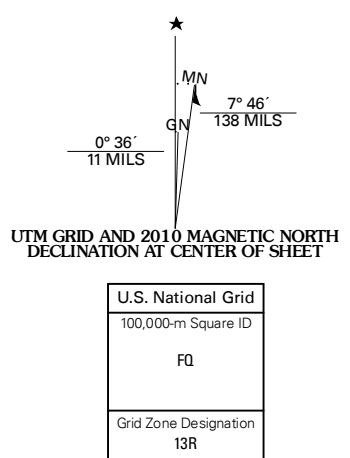 ★
MN
GN
7° 46´
138 MILS
0° 36´
11 MILS
UTM GRID AND 2010 MAGNETIC NORTH
DECLINATION AT CENTER OF SHEET
U.S. National Grid
100,000-m Square ID
FQ
Grid Zone Designation
13R